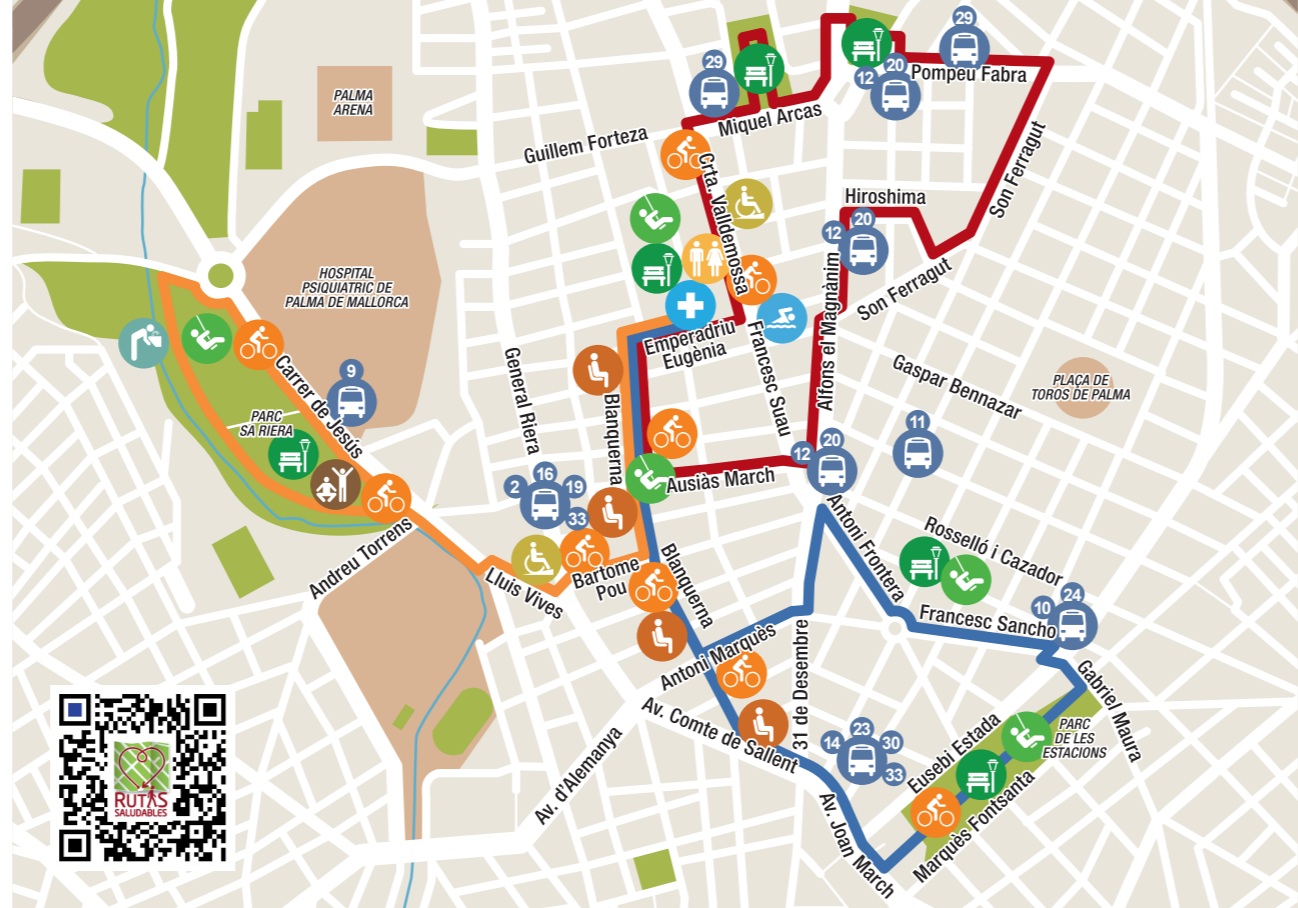 29
PALMA
ARENA
29
20
12
Pompeu Fabra
Miquel Arcas
Guillem Forteza
Crta. Valldemossa
Son Ferragut
Hiroshima
20
12
HOSPITAL
PSIQUIATRIC DE
PALMA DE MALLORCA
Alfons el Magnànim
Son Ferragut
Emperadriu
Eugènia
Francesc Suau
General Riera
Blanquerna
Carrer de Jesús
9
Gaspar Bennazar
PLAÇA DE
TOROS DE PALMA
PARC
SA RIERA
11
20
12
Ausiàs March
16
2
19
33
Antoni Frontera
Rosselló i Cazador
Andreu Torrens
Lluis Vives
Bartome
Pou
Blanquerna
24
10
Francesc Sancho
Antoni Marquès
31 de Desembre
Gabriel Maura
Av. Comte de Sallent
23
14
30
33
Eusebi Estada
PARC
DE LES
ESTACIONS
Av. d'Alemanya
Av. Joan March
Marquès Fontsanta
RUTAS
SALUDABLES